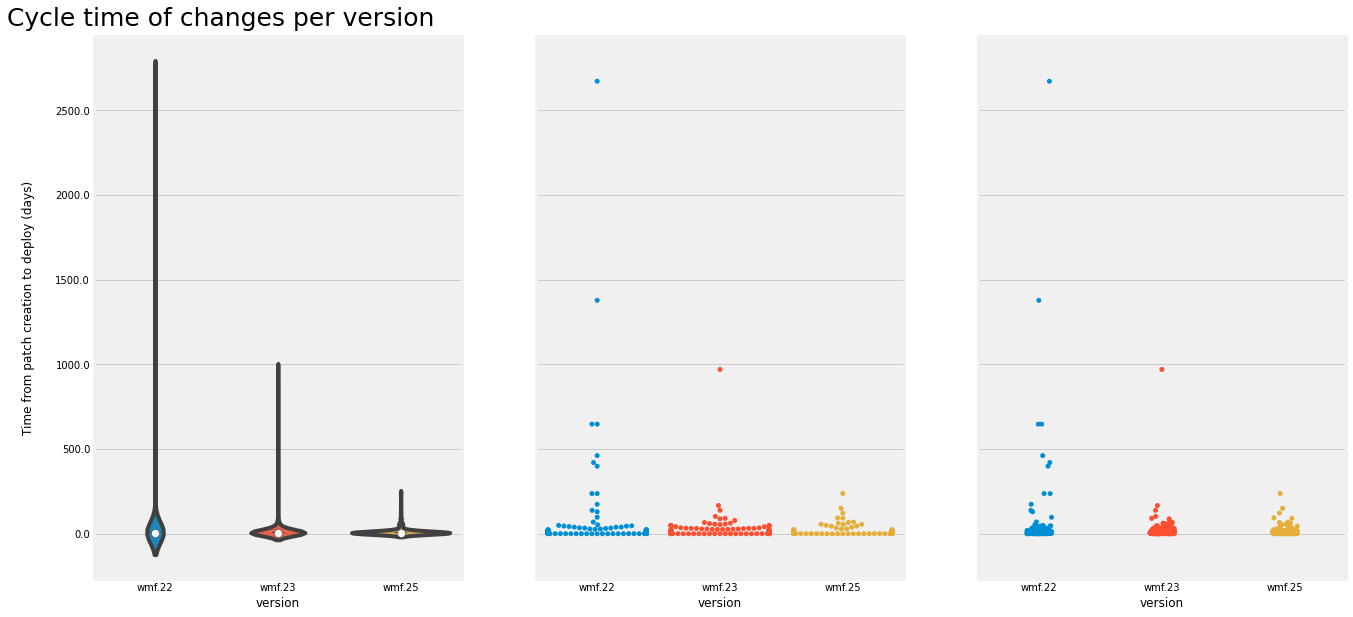 Cycle time of changes per version
Time from patch creation to deploy (days)
2500.0
2000.0
1500.0
1000.0
500.0
0.0
wmf.22 wmf.23 wmf.25
version
wmf.22 wmf.23 wmf.25
version
wmf.22 wmf.23 wmf.25
version